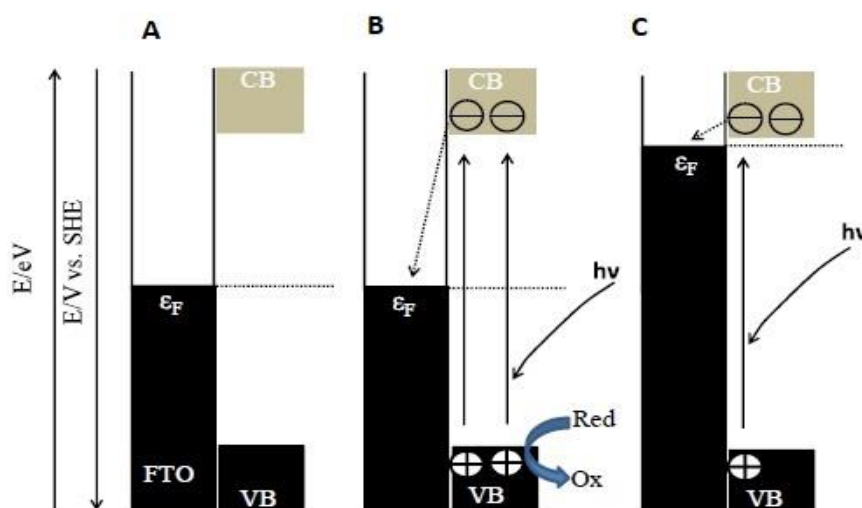 A
B
C
CB
CB
CB
E/eV
E/V vs. SHE
εF
εF
εF
hν
hν
FTO
VB
VB
VB
Red
Ox